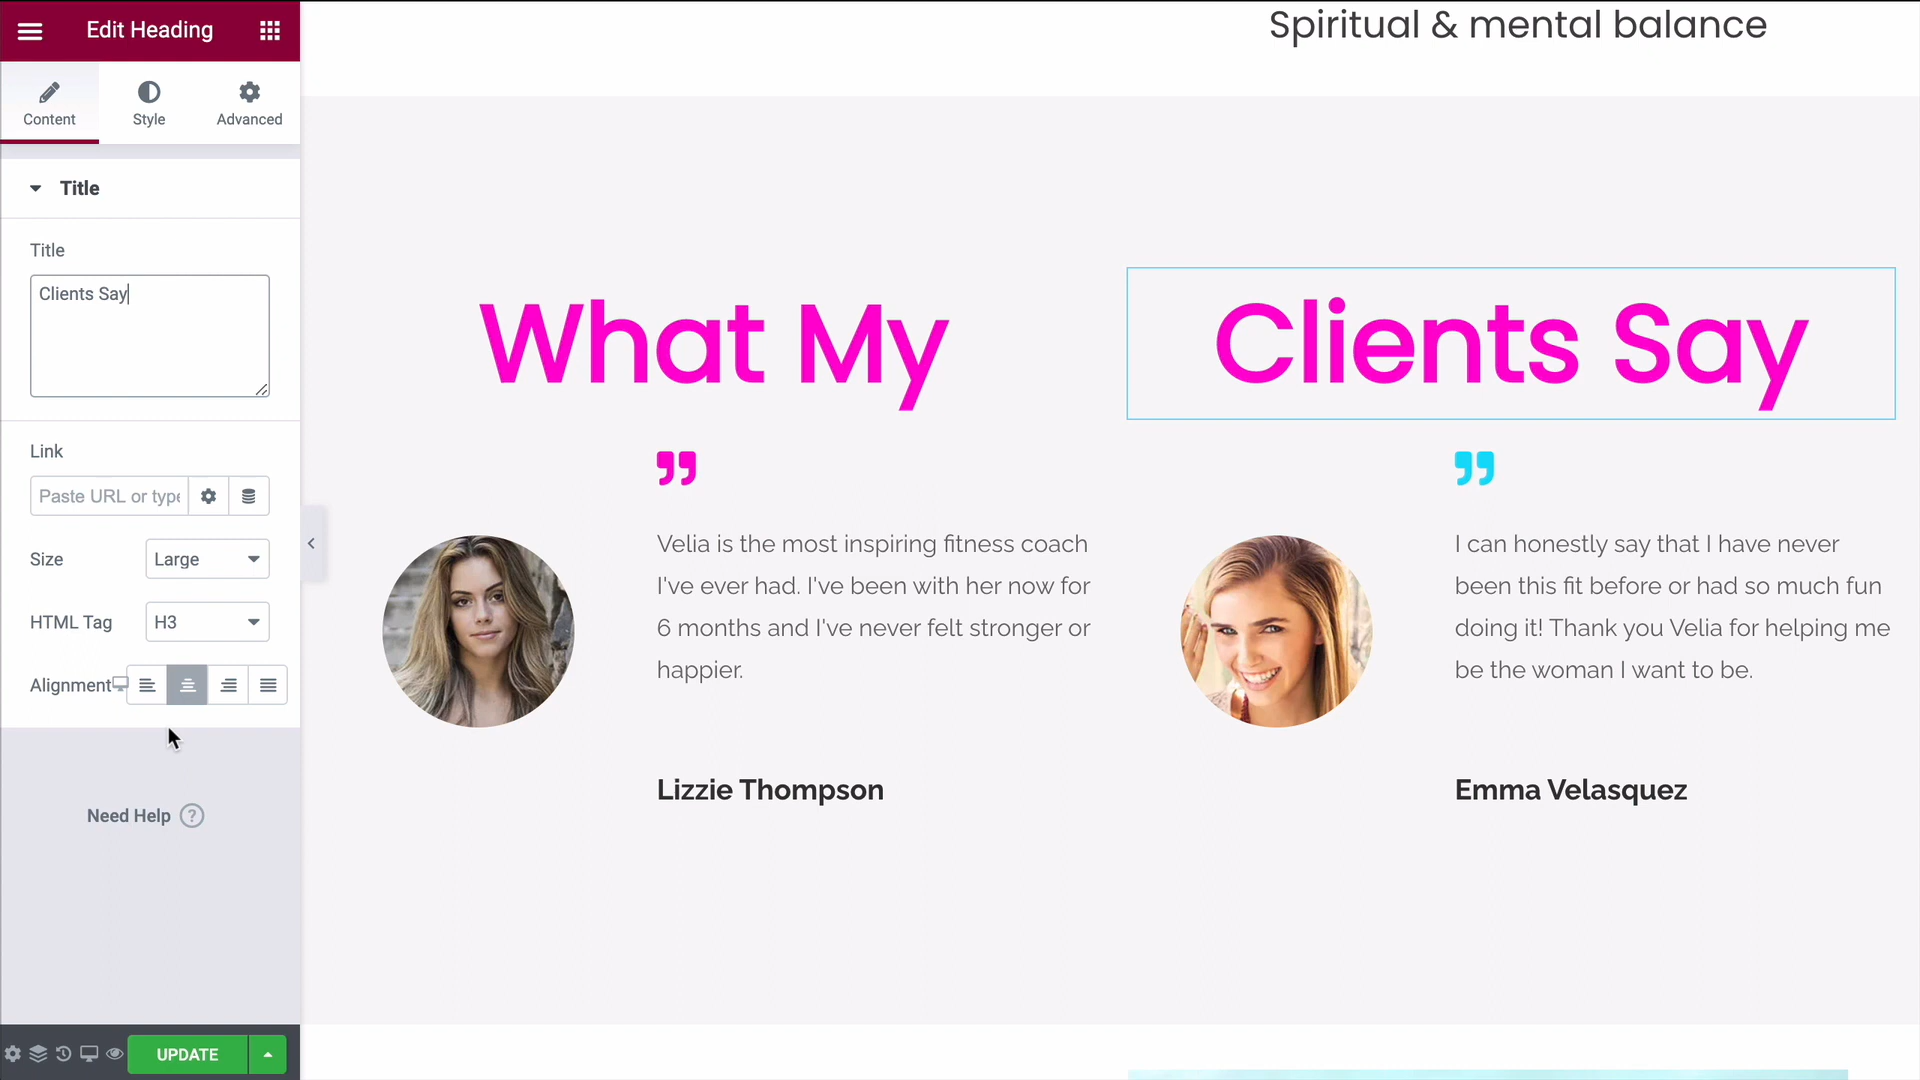 Edit Heading
Content
Style
Advanced
Title
Title
Clients Say
Link
Paste URL or type
Size
Large
HTML Tag
H3
Alignment
Need Help ?
UPDATE
Spiritual & mental balance
What My
Clients Say
Velia is the most inspiring fitness coach
I've ever had. I've been with her now for
6 months and I've never felt stronger or
happier.
Lizzie Thompson
I can honestly say that I have never
been this fit before or had so much fun
doing it! Thank you Velia for helping me
be the woman I want to be.
Emma Velasquez